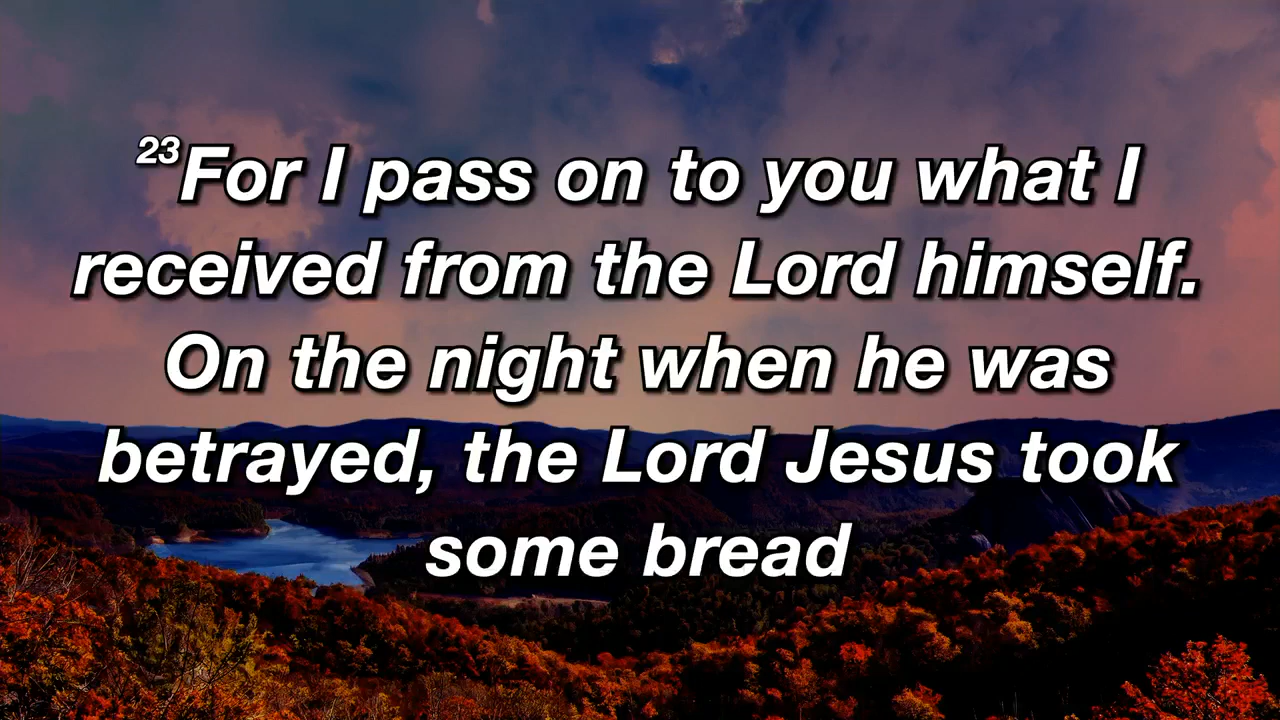 23For I pass on to you what I
received from the Lord himself.
On the night when he was
betrayed, the Lord Jesus took
some bread